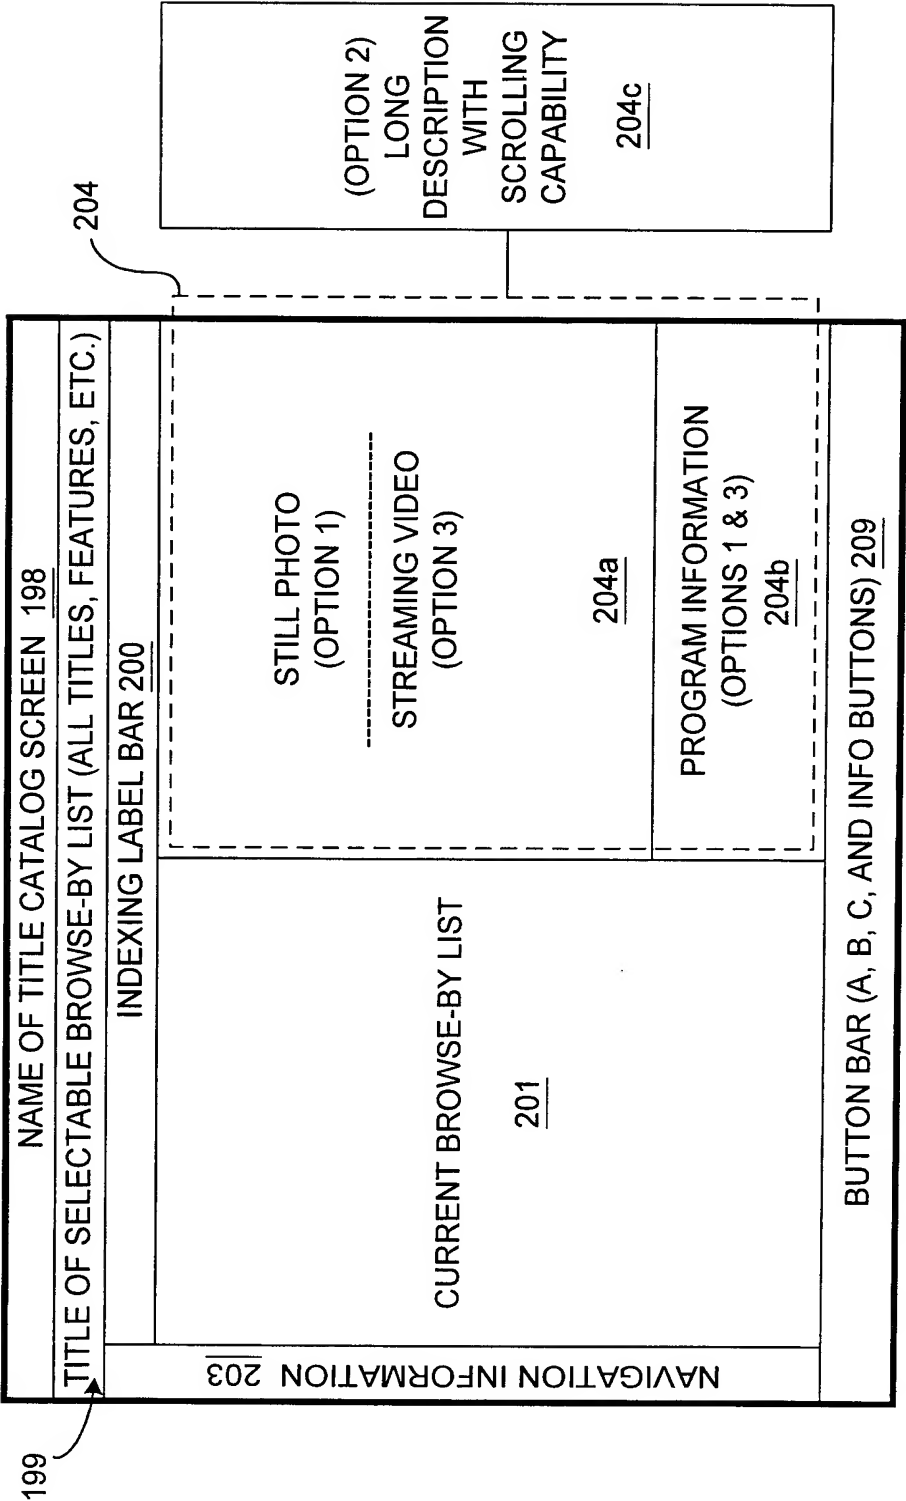 NAME OF TITLE CATALOG SCREEN 198
199
TITLE OF SELECTABLE BROWSE-BY LIST (ALL TITLES, FEATURES, ETC.)
INDEXING LABEL BAR 200
204
NAVIGATION INFORMATION 203
CURRENT BROWSE-BY LIST
201
STILL PHOTO
(OPTION 1)
STREAMING VIDEO
(OPTION 3)
204a
PROGRAM INFORMATION
(OPTIONS 1 & 3)
204b
(OPTION 2)
LONG
DESCRIPTION
WITH
SCROLLING
CAPABILITY
204c
BUTTON BAR (A, B, C, AND INFO BUTTONS) 209